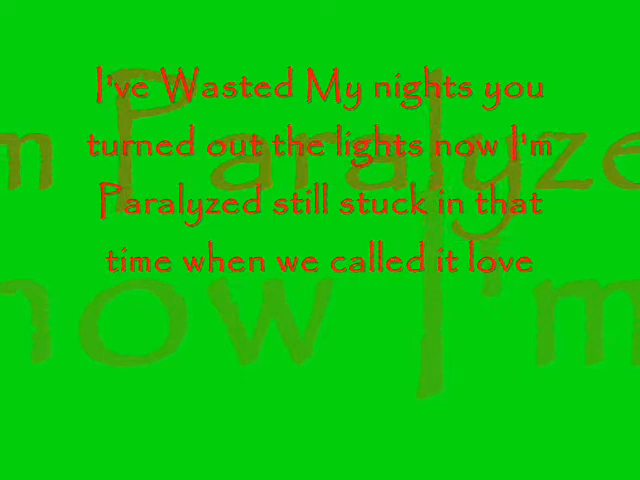 I've Wasted My nights you
turned out the lights now I'm
Paralyzed still stuck in that
time when we called it love
m Paralyze
now I'm